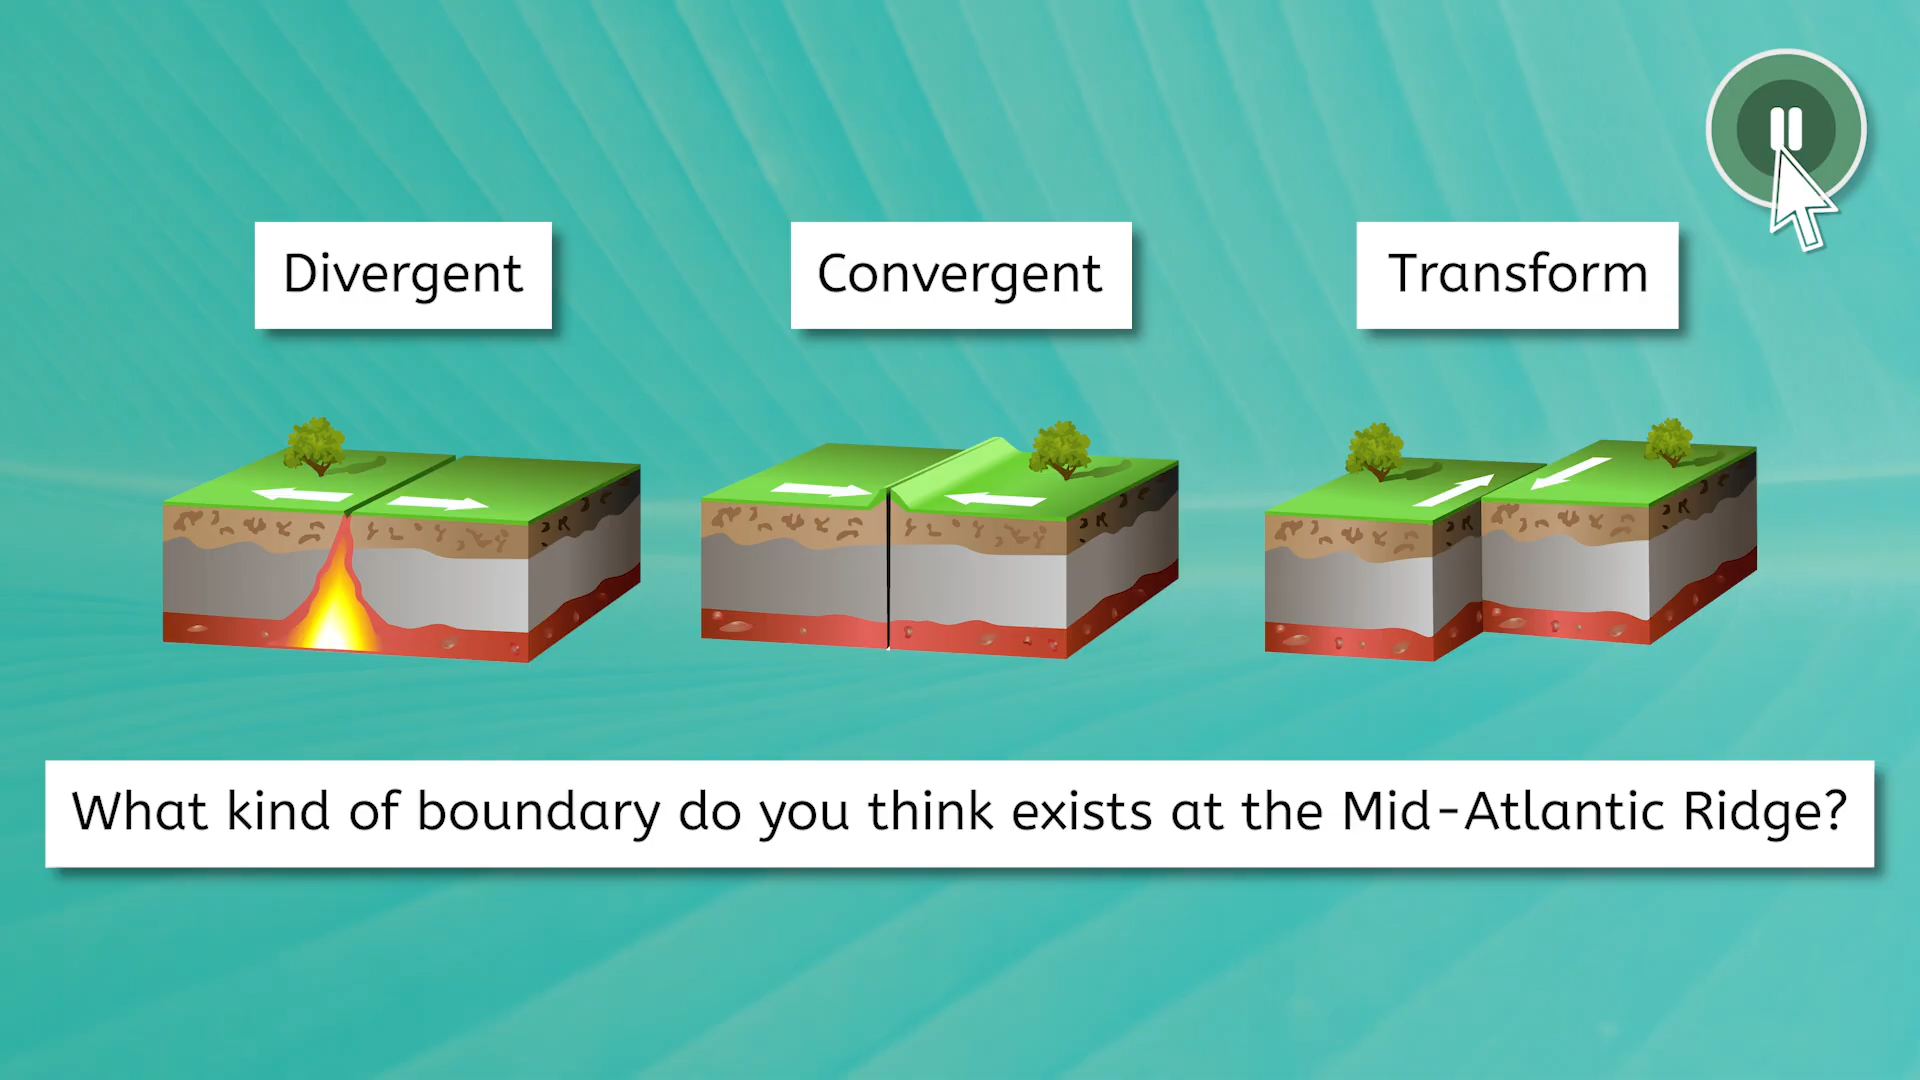 Divergent
Convergent
Transform
What kind of boundary do you think exists at the Mid-Atlantic Ridge?